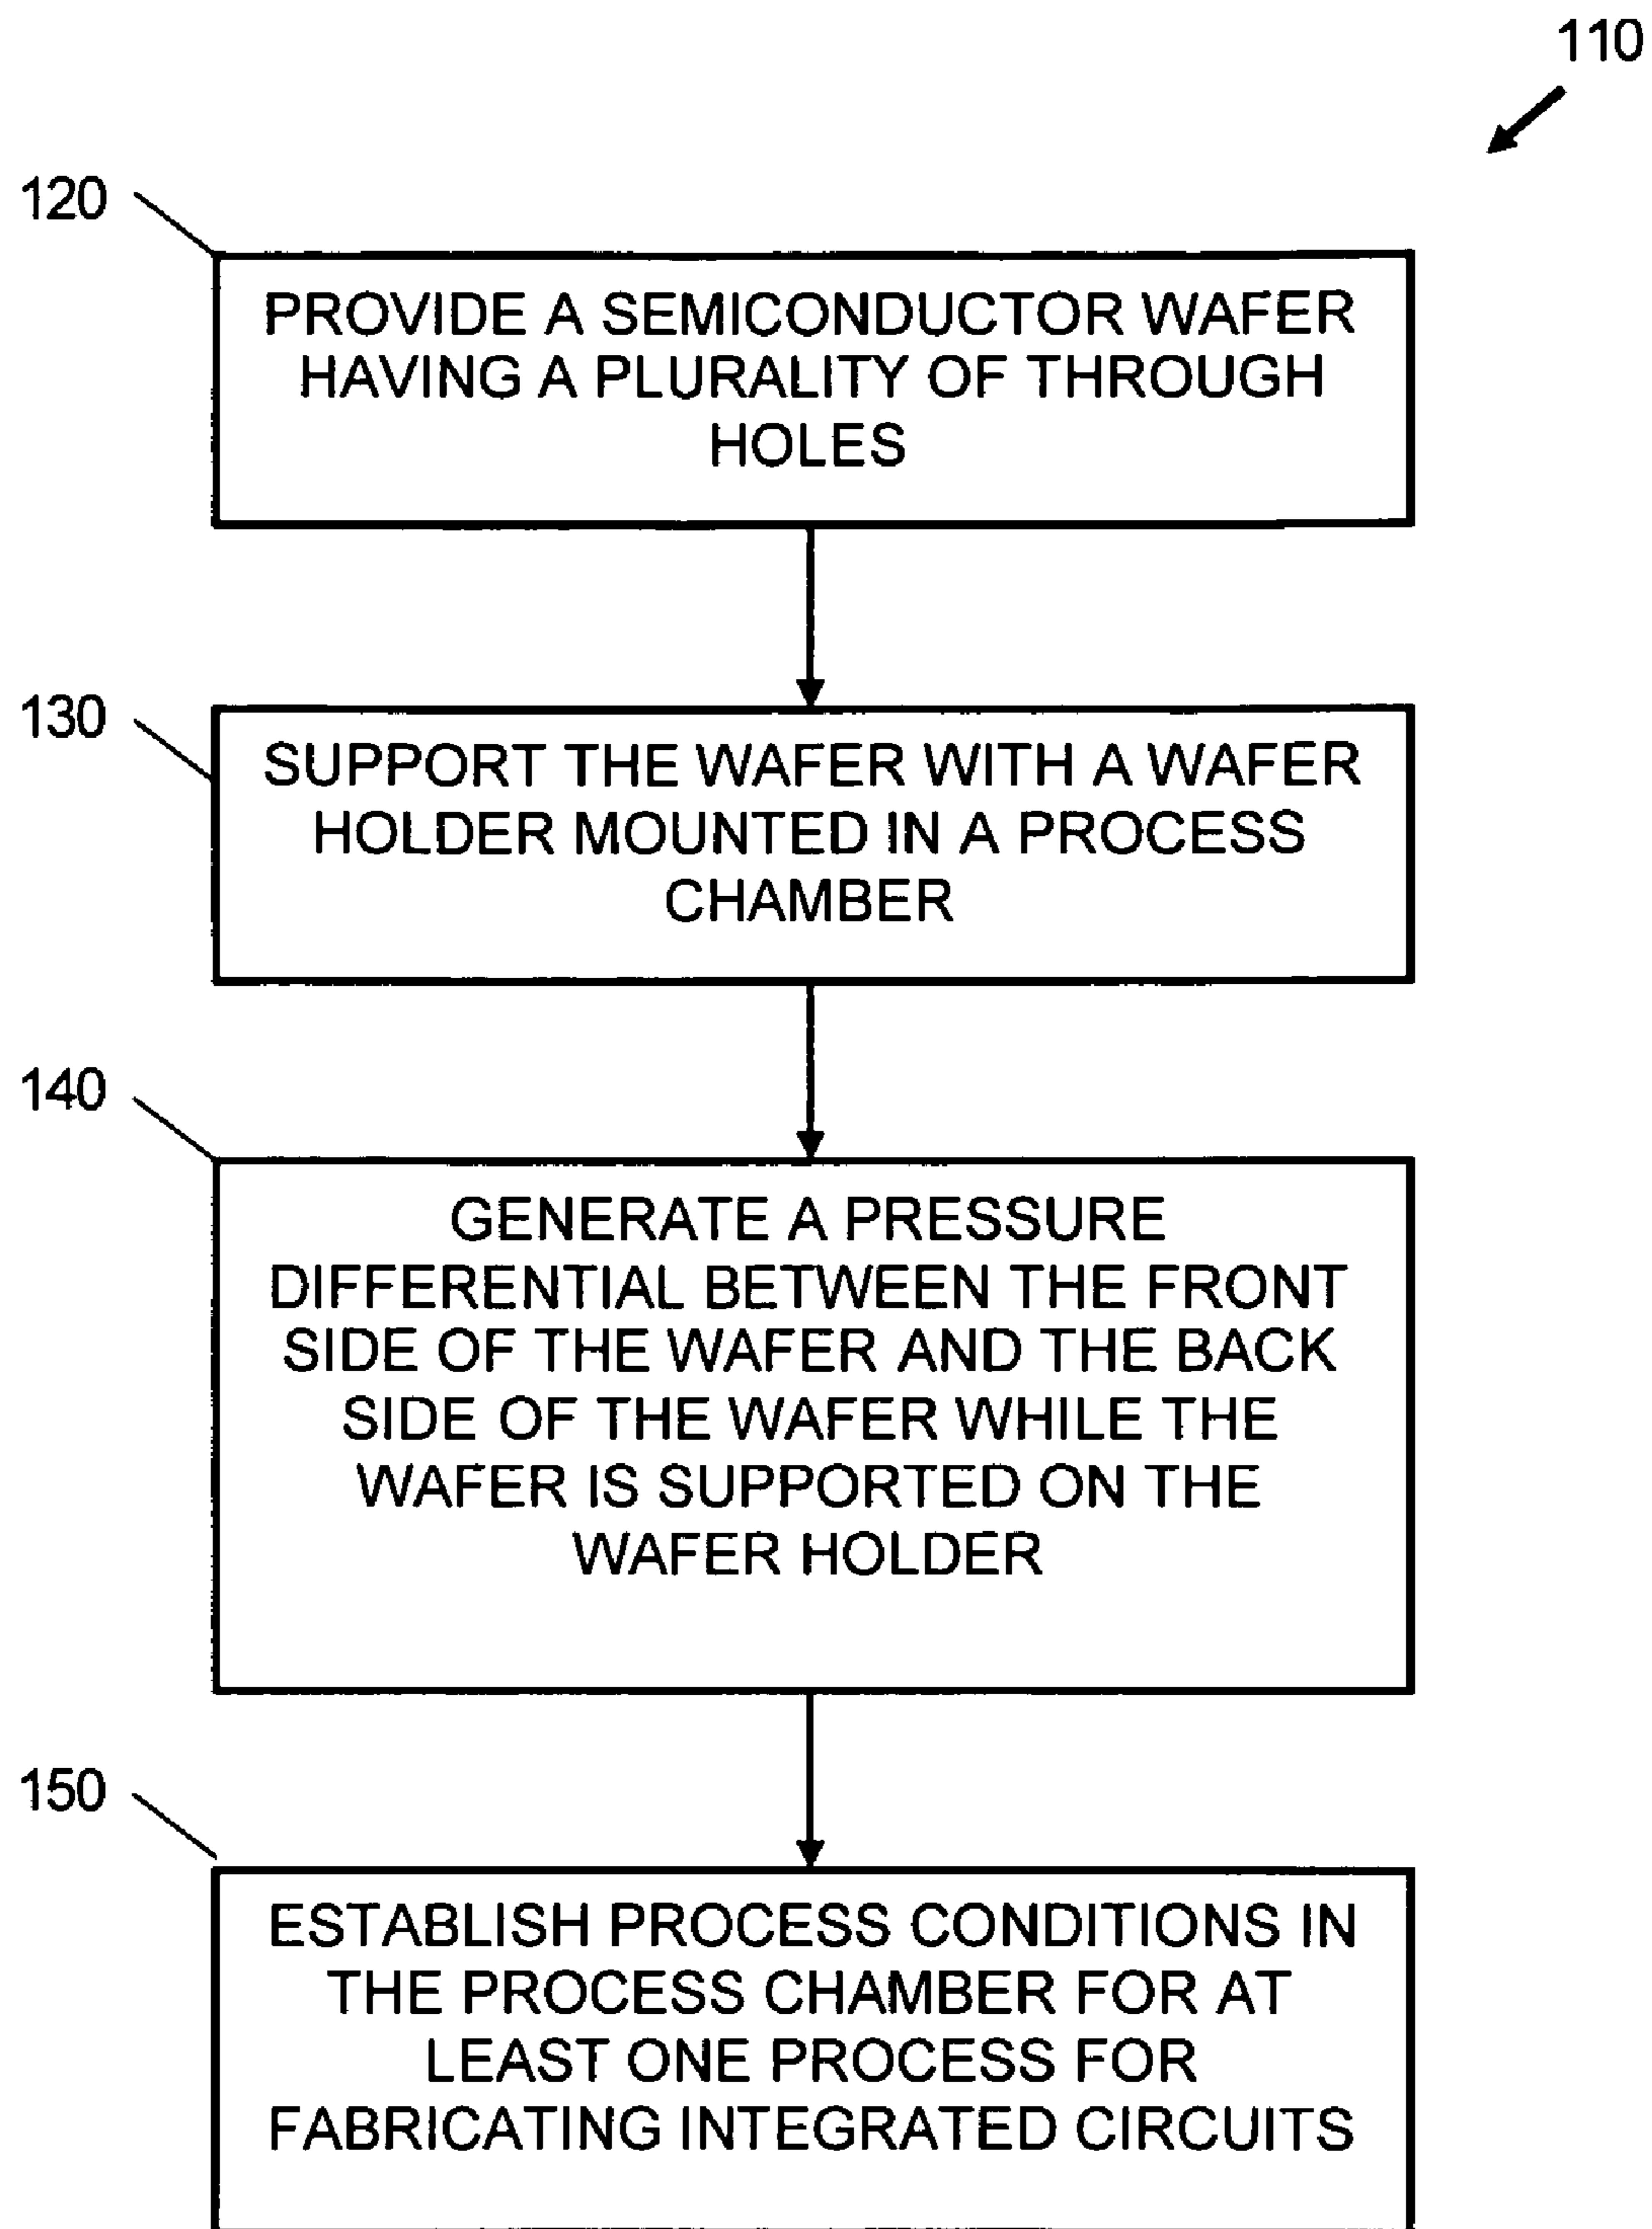 110
120
PROVIDE A SEMICONDUCTOR WAFER
HAVING A PLURALITY OF THROUGH
HOLES
130
SUPPORT THE WAFER WITH A WAFER
HOLDER MOUNTED IN A PROCESS
CHAMBER
140
GENERATE A PRESSURE
DIFFERENTIAL BETWEEN THE FRONT
SIDE OF THE WAFER AND THE BACK
SIDE OF THE WAFER WHILE THE
WAFER IS SUPPORTED ON THE
WAFER HOLDER
150
ESTABLISH PROCESS CONDITIONS IN
THE PROCESS CHAMBER FOR AT
LEAST ONE PROCESS FOR
FABRICATING INTEGRATED CIRCUITS